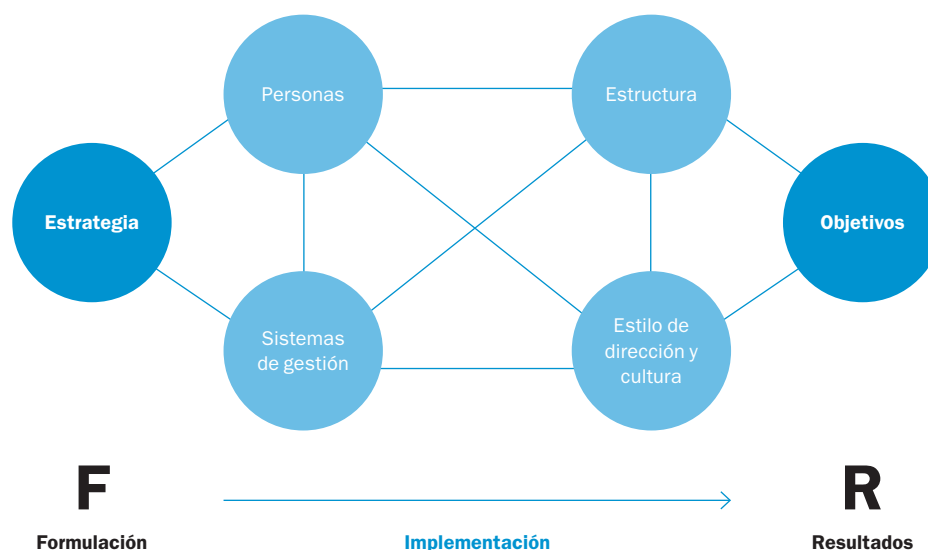 Personas
Estructura
Estrategia
Objetivos
Sistemas
de gestión
Estilo de
dirección y
cultura
F
R
Formulación
Implementación
Resultados